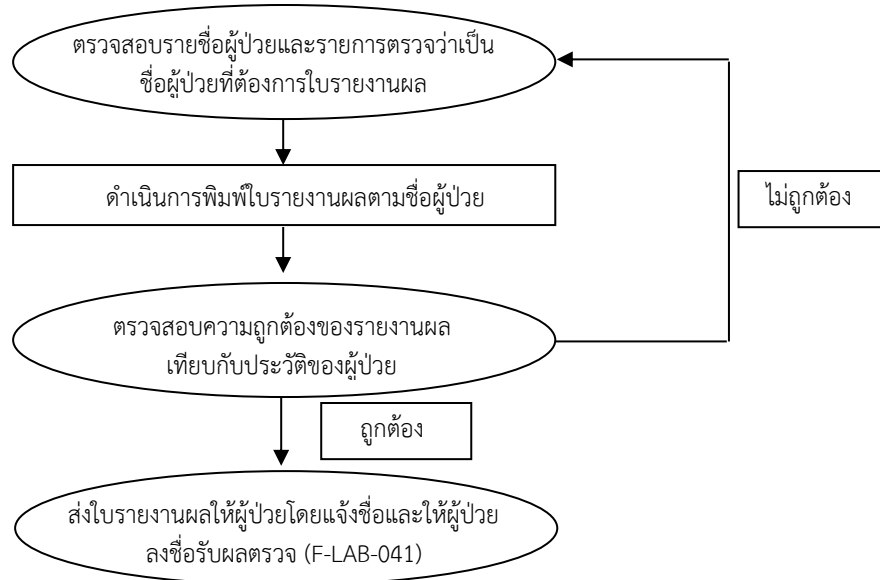 ตรวจสอบรายชื่อผู้ป่วยและรายการตรวจว่าเป็น
ชื่อผู้ป่วยที่ต้องการใบรายงานผล
ดำเนินการพิมพ์ใบรายงานผลตามชื่อผู้ป่วย
ไม่ถูกต้อง
ตรวจสอบความถูกต้องของรายงานผล
เทียบกับประวัติของผู้ป่วย
ถูกต้อง
ส่งใบรายงานผลให้ผู้ป่วยโดยแจ้งชื่อและให้ผู้ป่วย
ลงชื่อรับผลตรวจ (F-LAB-041)